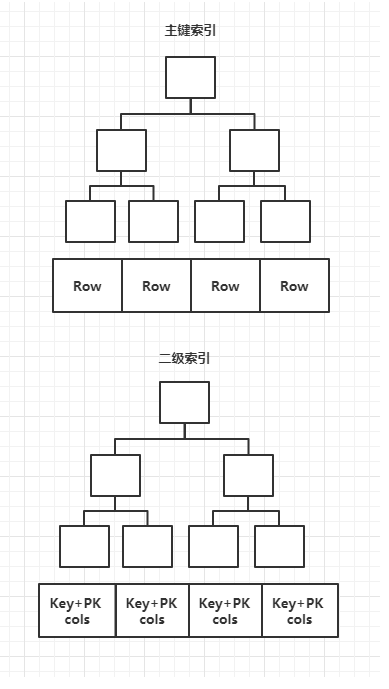 主键索引
Row Row Row Row
二级索引
Key+PK Key+PK Key+PK Key+PK
cols cols cols cols